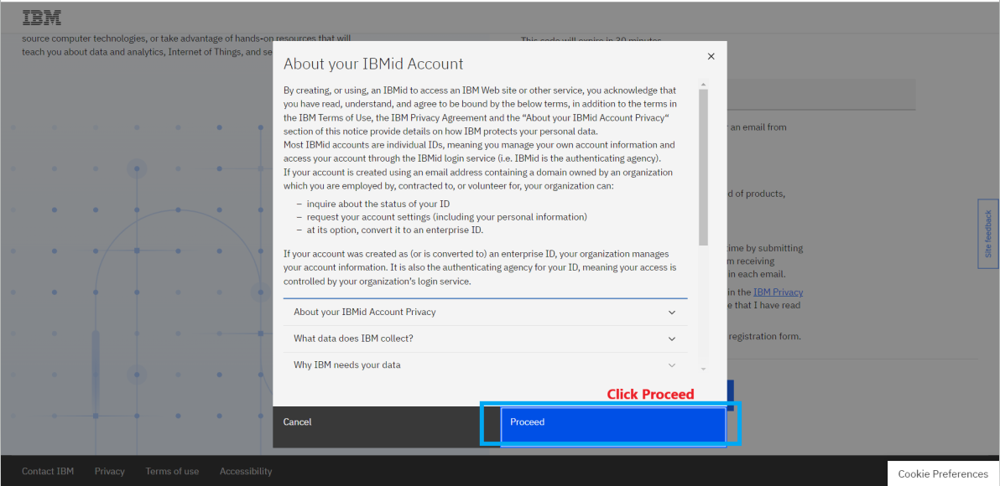 IBM
source computer technologies, or take advantage of hands-on resources that will
teach you about data and analytics, Internet of Things, and se
This code will expire in 30 minutes
About your IBMid Account
By creating, or using, an IBMid to access an IBM Web site or other service, you acknowledge that
you have read, understand, and agree to be bound by the below terms, in addition to the terms in
the IBM Terms of Use, the IBM Privacy Agreement and the “About your IBMid Account Privacy“
section of this notice provide details on how IBM protects your personal data.
Most IBMid accounts are individual IDs, meaning you manage your own account information and
access your account through the IBMid login service (i.e. IBMid is the authenticating agency).
If your account is created using an email address containing a domain owned by an organization
which you are employed by, contracted to, or volunteer for, your organization can:
– inquire about the status of your ID
– request your account settings (including your personal information)
– at its option, convert it to an enterprise ID.
If your account was created as (or is converted to) an enterprise ID, your organization manages
your account information. It is also the authenticating agency for your ID, meaning your access is
controlled by your organization’s login service.
About your IBMid Account Privacy
What data does IBM collect?
Why IBM needs your data
Click Proceed
Cancel
Proceed
an email from
d of products,
ime by submitting
m receiving
in each email.
in the IBM Privacy
e that I have read
registration form.
Site feedback
Contact IBM
Privacy
Terms of use
Accessibility
Cookie Preferences